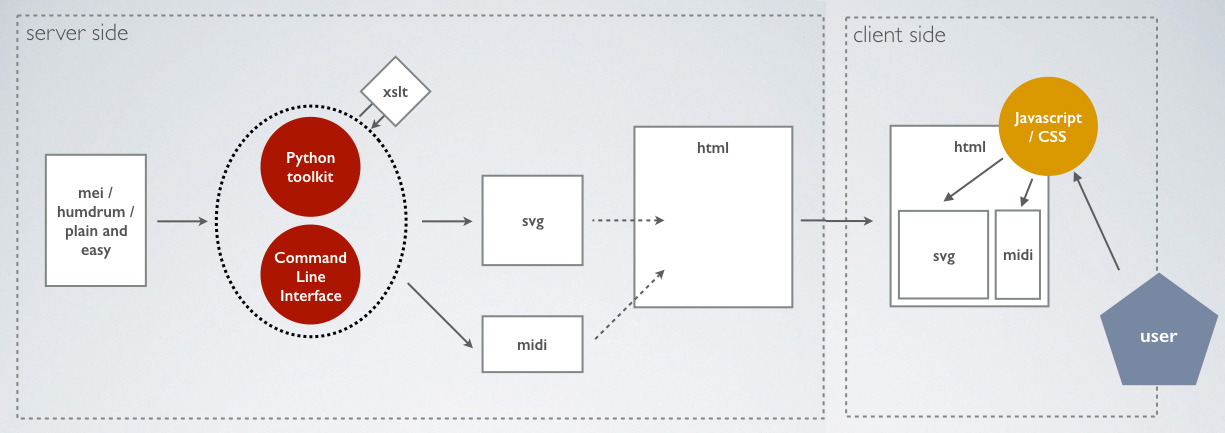 server side
client side
xslt
Python
toolkit
Command
Line
Interface
mei /
humdrum /
plain and
easy
svg
midi
html
html
Javascript
/ CSS
svg
midi
user